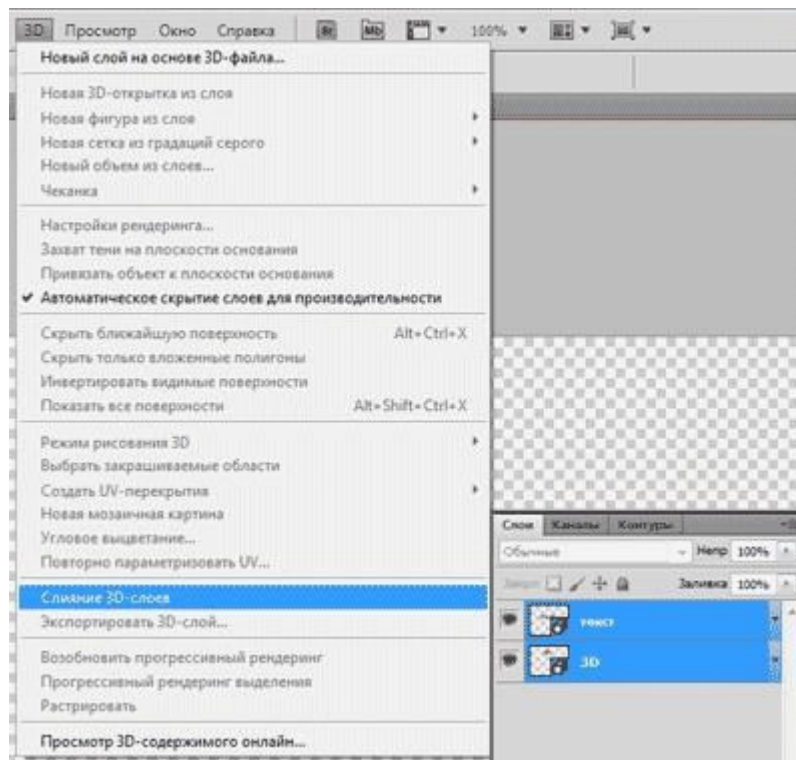 3D Просмотр Окно Справка Br Mb 100%
Новый слой на основе 3D-файла...
Новая 3D-открытка из слоя
Новая фигура из слоя
Новая сетка из градаций серого
Новый объем из слоев...
Чеканка
Настройки рендеринга...
Захват тени на плоскости основания
Привязать объект к плоскости основания
✔ Автоматическое скрытие слоев для производительности
Скрыть ближайшую поверхность Alt+Ctrl+X
Скрыть только вложенные полигоны
Инвертировать видимые поверхности
Показать все поверхности Alt+Shift+Ctrl+X
Режим рисования 3D
Выбрать закрашиваемые области
Создать UV-перекрытия
Новая мозаичная картина
Угловое выцветание...
Повторно параметризовать UV...
Слияние 3D-слоев
Экспортировать 3D-слой...
Возобновить прогрессивный рендеринг
Прогрессивный рендеринг выделения
Растрировать
Просмотр 3D-содержимого онлайн...
Слои Каналы Контуры
Обычные Непр 100%
Заливка 100%
текст
3D